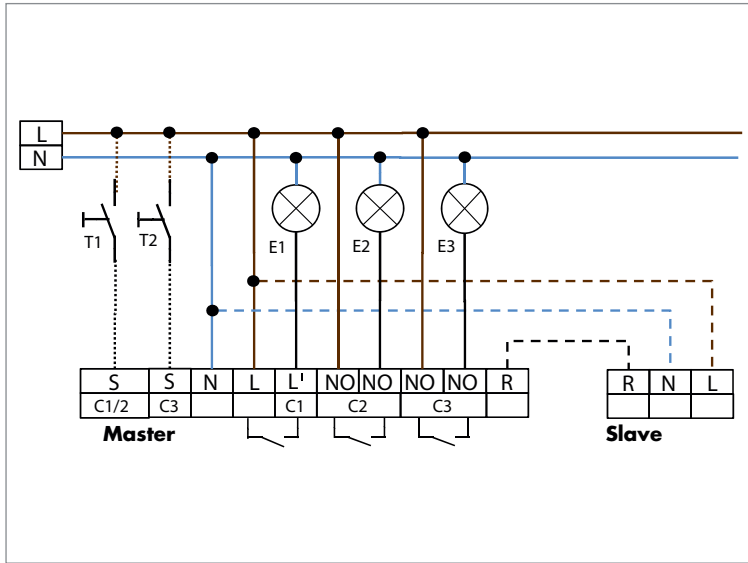 L
N
T1 T2 E1 E2 E3
S S N L L' NO NO NO NO R R N L
C1/2 C3 C1 C2 C3
Master Slave